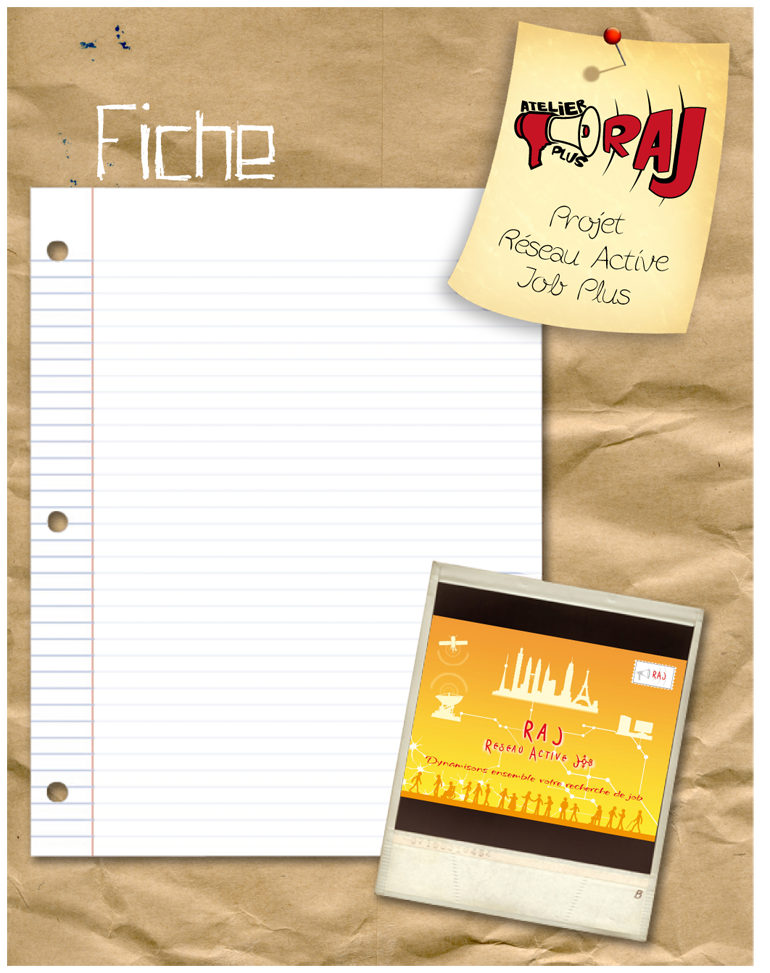 Fiche
ATELIER
PLUS
RAJ
Projet
Réseau Active
Job Plus
RAJ
RAJ
Reseau Active Job
Dynamisons ensemble votre recherche de job
B